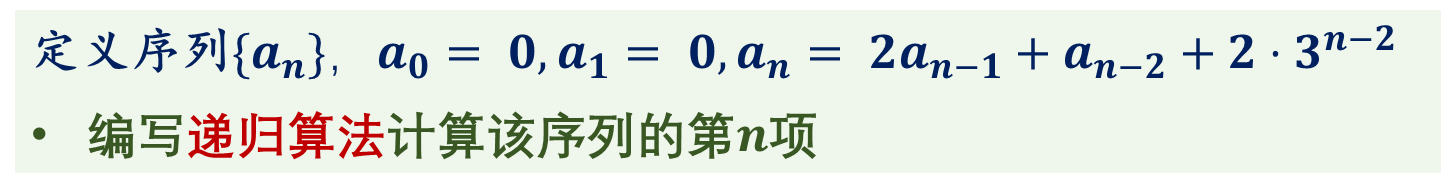 定义序列{aₙ}, a₀ = 0, a₁ = 0, aₙ = 2aₙ₋₁ + aₙ₋₂ + 2 · 3ⁿ⁻²
• 编写递归算法计算该序列的第n项